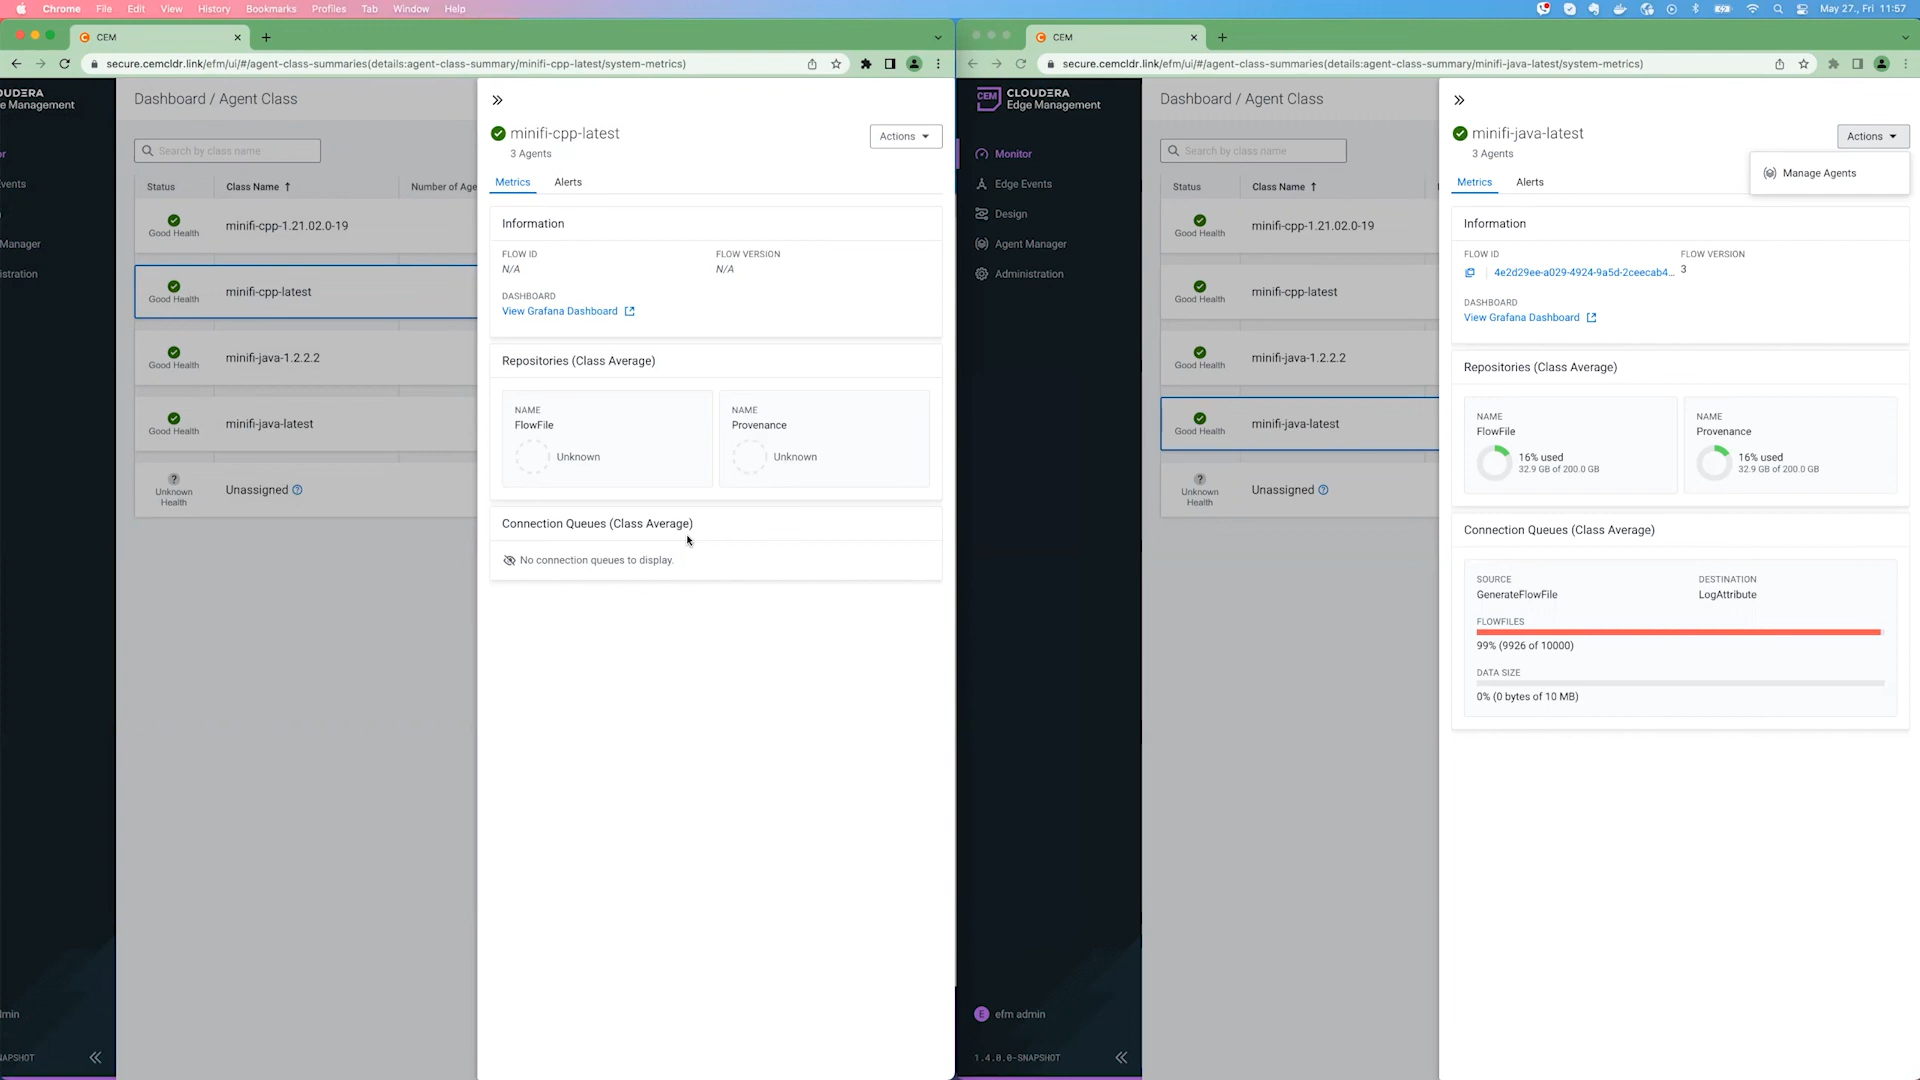 Chrome File Edit View History Bookmarks Profiles Tab Window Help
May 27., Fri 11:57
CEM
secure.cemcldr.link/efm/ui/#/agent-class-summaries(details:agent-class-summary/minifi-cpp-latest/system-metrics)
OUDERA
ge Management
or
vents
Manager
istration
min
APSHOT
Dashboard / Agent Class
Search by class name
Status Class Name Number of Age
Good Health minifi-cpp-1.21.02.0-19
Good Health minifi-cpp-latest
Good Health minifi-java-1.2.2.2
Good Health minifi-java-latest
Unknown Health Unassigned
minifi-cpp-latest
Actions
3 Agents
Metrics Alerts
Information
FLOW ID FLOW VERSION
N/A N/A
DASHBOARD
View Grafana Dashboard
Repositories (Class Average)
NAME NAME
FlowFile Provenance
Unknown Unknown
Connection Queues (Class Average)
No connection queues to display.
CEM
secure.cemcldr.link/efm/ui/#/agent-class-summaries(details:agent-class-summary/minifi-java-latest/system-metrics)
CEM
CLOUDERA
Edge Management
Monitor
Edge Events
Design
Agent Manager
Administration
E efm admin
1.4.0.0-SNAPSHOT
Dashboard / Agent Class
Search by class name
Status Class Name
Good Health minifi-cpp-1.21.02.0-19
Good Health minifi-cpp-latest
Good Health minifi-java-1.2.2.2
Good Health minifi-java-latest
Unknown Health Unassigned
minifi-java-latest
Actions
3 Agents
Manage Agents
Metrics Alerts
Information
FLOW ID FLOW VERSION
4e2d29ee-a029-4924-9a5d-2ceecab4... 3
DASHBOARD
View Grafana Dashboard
Repositories (Class Average)
NAME NAME
FlowFile Provenance
16% used 16% used
32.9 GB of 200.0 GB 32.9 GB of 200.0 GB
Connection Queues (Class Average)
SOURCE DESTINATION
GenerateFlowFile LogAttribute
FLOWFILES
99% (9926 of 10000)
DATA SIZE
0% (0 bytes of 10 MB)